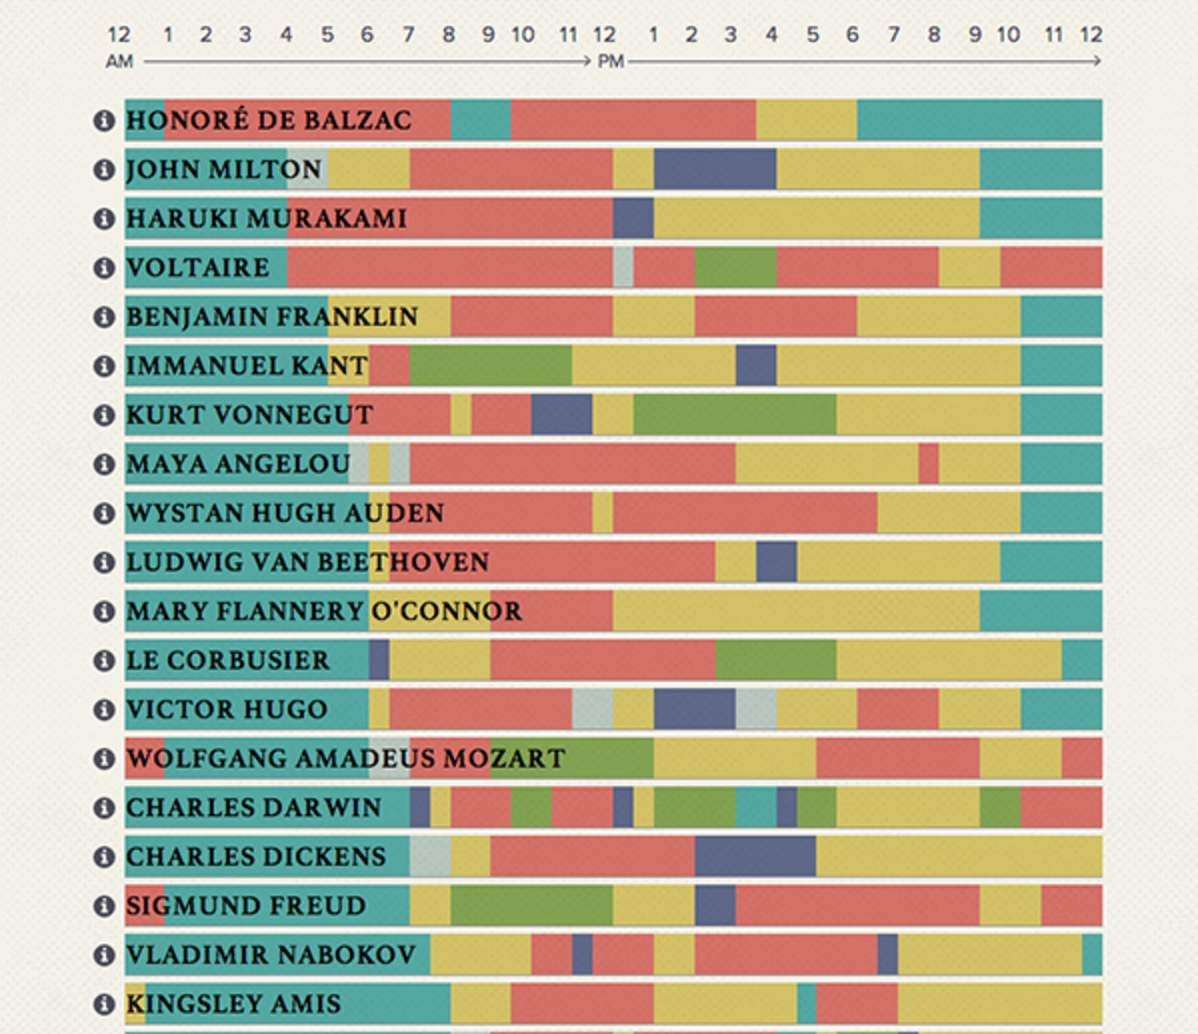 12 1 2 3 4 5 6 7 8 9 10 11 12 1 2 3 4 5 6 7 8 9 10 11 12
AM PM
HONORÉ DE BALZAC
JOHN MILTON
HARUKI MURAKAMI
VOLTAIRE
BENJAMIN FRANKLIN
IMMANUEL KANT
KURT VONNEGUT
MAYA ANGELOU
WYSTAN HUGH AUDEN
LUDWIG VAN BEETHOVEN
MARY FLANNERY O'CONNOR
LE CORBUSIER
VICTOR HUGO
WOLFGANG AMADEUS MOZART
CHARLES DARWIN
CHARLES DICKENS
SIGMUND FREUD
VLADIMIR NABOKOV
KINGSLEY AMIS